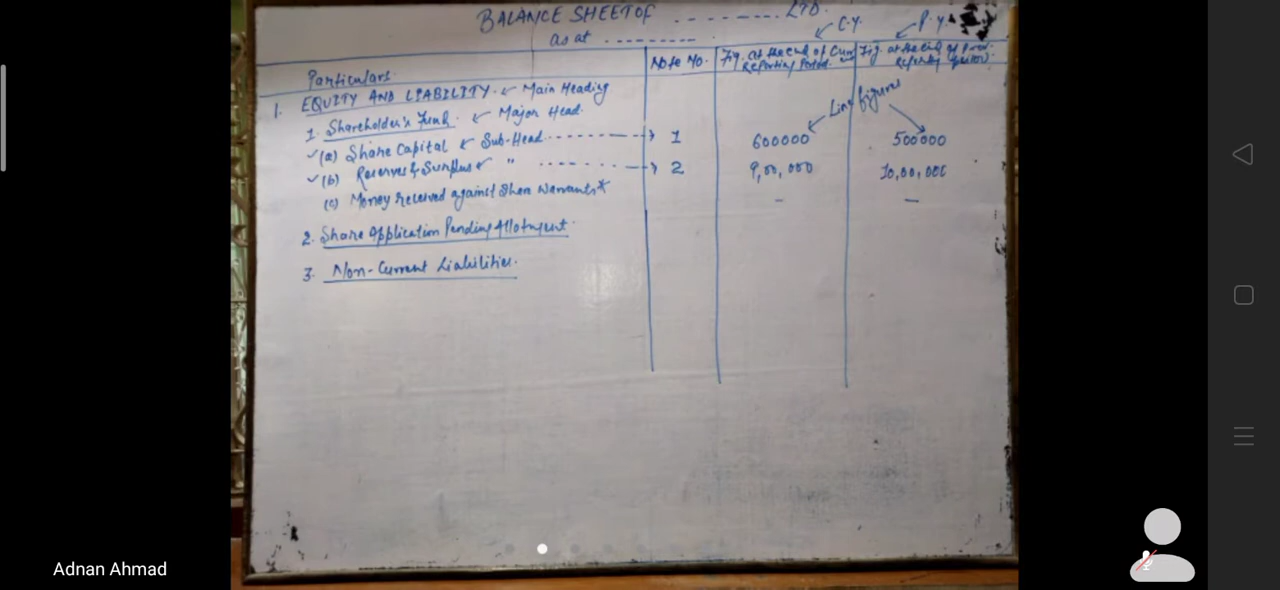 BALANCE SHEET OF ---------- LTD.
as at ----------
C.Y. P.Y.
Particulars Note No. Fig. at the end of Curr. Reporting Period Fig. at the end of Prev. Reporting
1. EQUITY AND LIABILITY. Main Heading
Line figures
1. Shareholder's Fund. Major Head.
(a) Share Capital Sub-Head 1 600000 500000
(b) Reserves & Surplus " 2 9,00,000 10,00,000
(c) Money received against Share Warrants* - -
2. Share Application Pending Allotment.
3. Non-Current Liabilities.
Adnan Ahmad